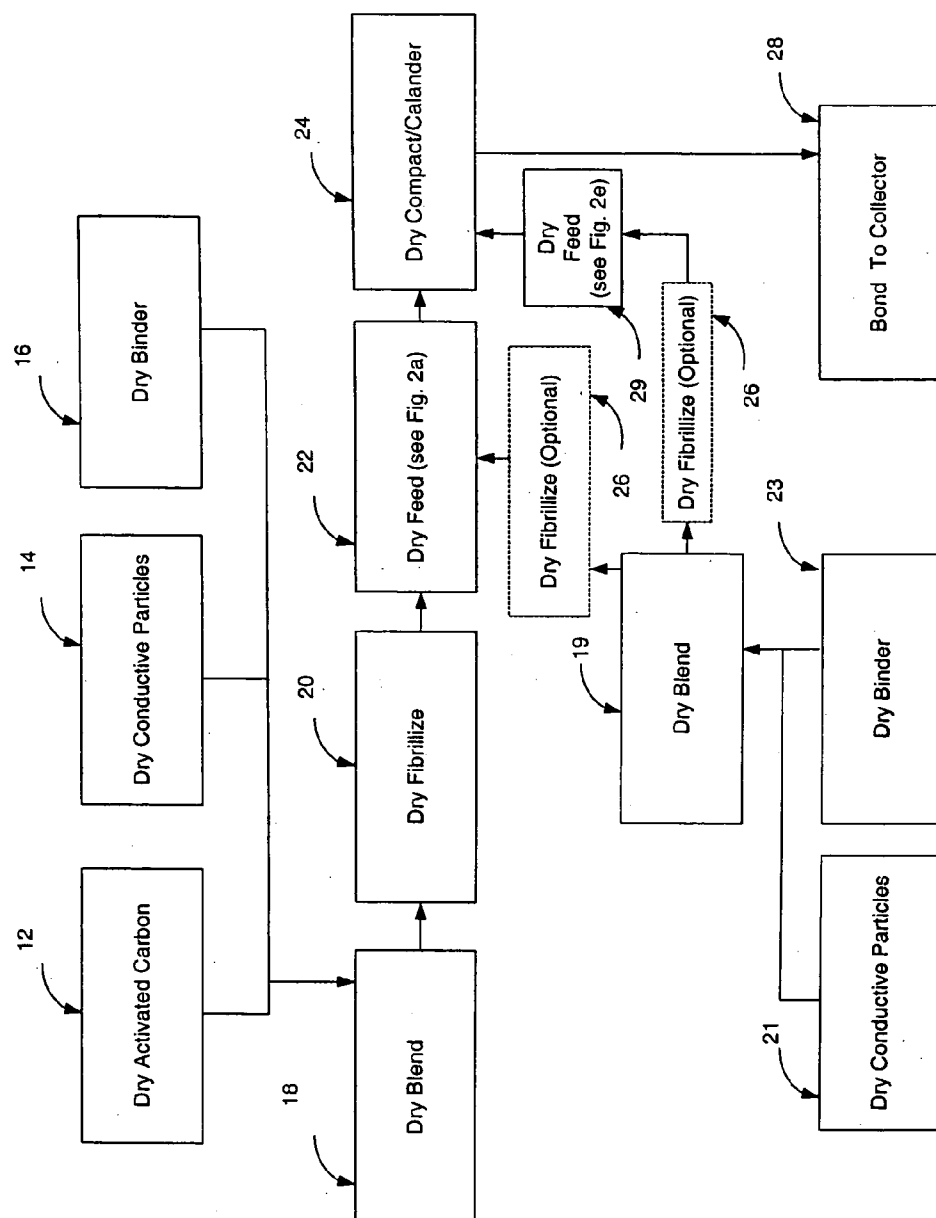 12
Dry Activated Carbon
14
Dry Conductive Particles
16
Dry Binder
18
Dry Blend
20
Dry Fibrillize
22
Dry Feed (see Fig. 2a)
24
Dry Compact/Calander
Dry Fibrillize (Optional)
26
Dry
Feed
(see Fig. 2e)
29
19
Dry Blend
Dry Fibrillize (Optional)
26
21
Dry Conductive Particles
23
Dry Binder
28
Bond To Collector